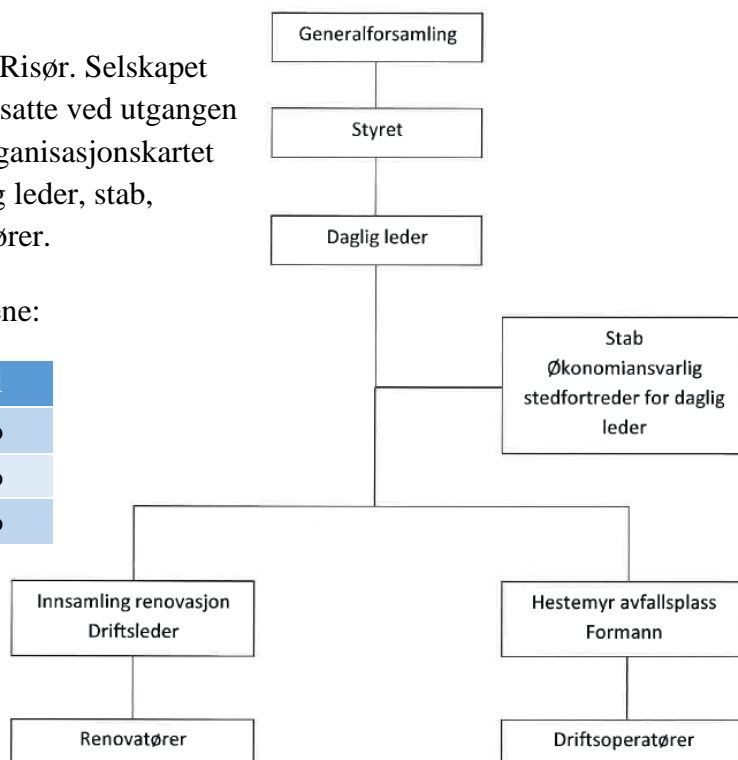 Risør. Selskapet
satte ved utgangen
ganisasjonskartet
leder, stab,
ører.
ene:
Generalforsamling
Styret
Daglig leder
Stab
Økonomiansvarlig
stedfortreder for daglig
leder
Innsamling renovasjon
Driftsleder
Hestemyr avfallsplass
Formann
Renovatører
Driftsoperatører